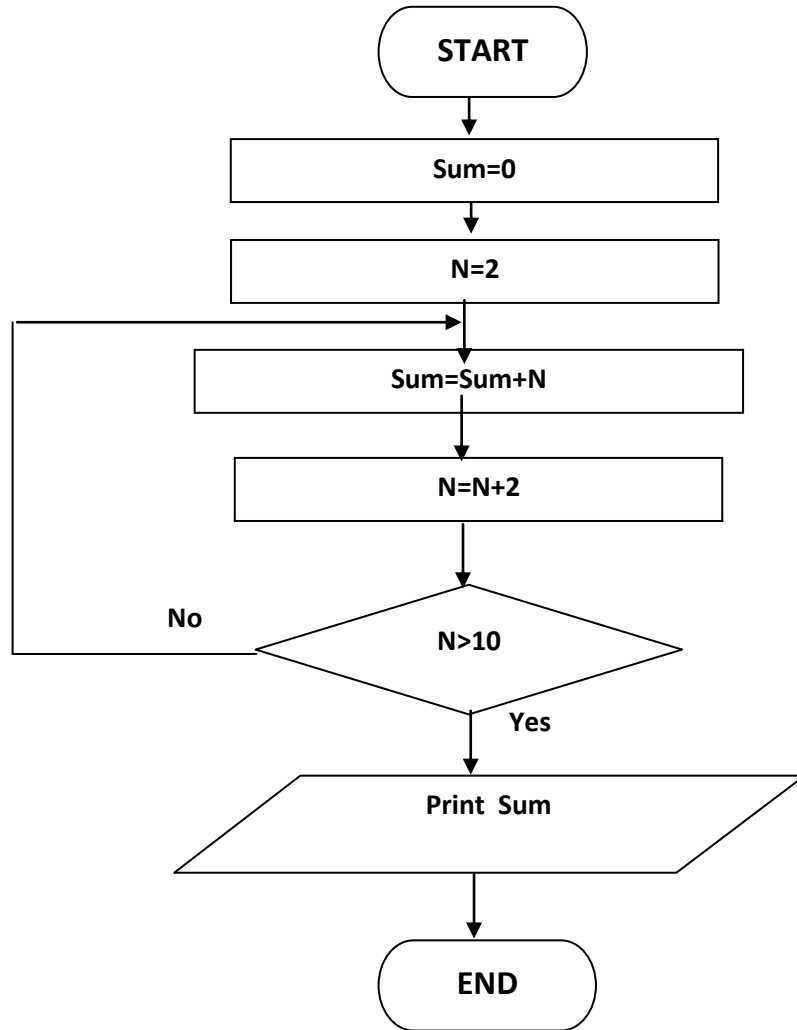 START
Sum=0
N=2
Sum=Sum+N
N=N+2
No
N>10
Yes
Print Sum
END